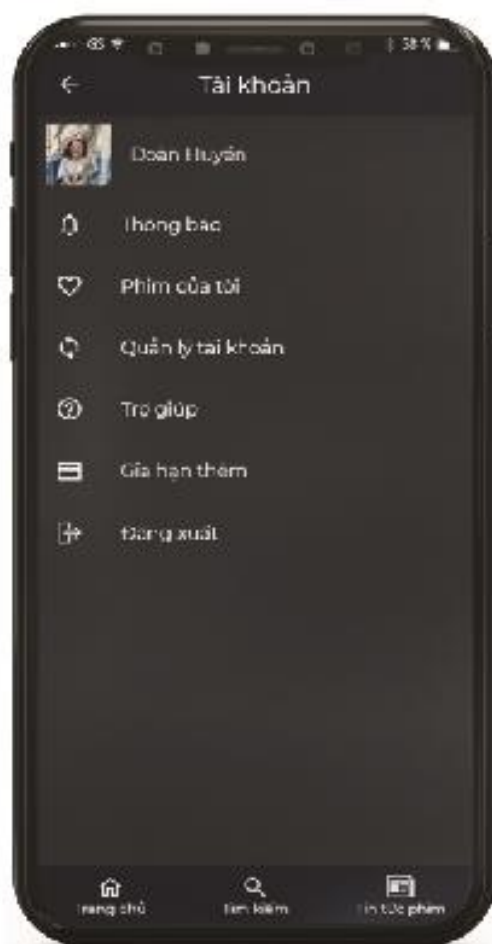 58 %
Tài khoản
Doan Huyền
Thông báo
Phim của tôi
Quản lý tài khoản
Trợ giúp
Gia hạn thêm
Đăng xuất
Trang chủ
Tìm kiếm
Tin tức phim